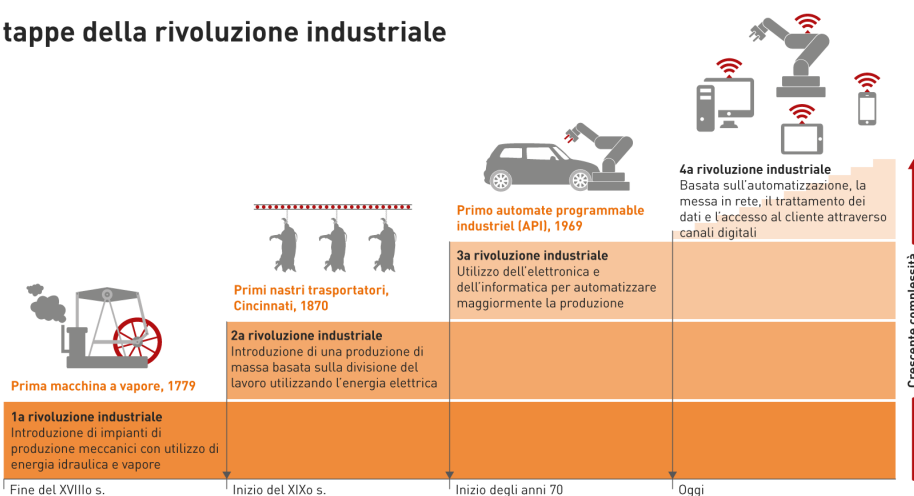 tappe della rivoluzione industriale
4a rivoluzione industriale
Basata sull'automatizzazione, la
messa in rete, il trattamento dei
dati e l'accesso al cliente attraverso
canali digitali
Primo automate programmable
industriel (API), 1969
3a rivoluzione industriale
Utilizzo dell'elettronica e
dell'informatica per automatizzare
maggiormente la produzione
Primi nastri trasportatori,
Cincinnati, 1870
2a rivoluzione industriale
Introduzione di una produzione di
massa basata sulla divisione del
lavoro utilizzando l'energia elettrica
Prima macchina a vapore, 1779
1a rivoluzione industriale
Introduzione di impianti di
produzione meccanici con utilizzo di
energia idraulica e vapore
Crescente complessità
Fine del XVIIIo s.
Inizio del XIXo s.
Inizio degli anni 70
Oggi